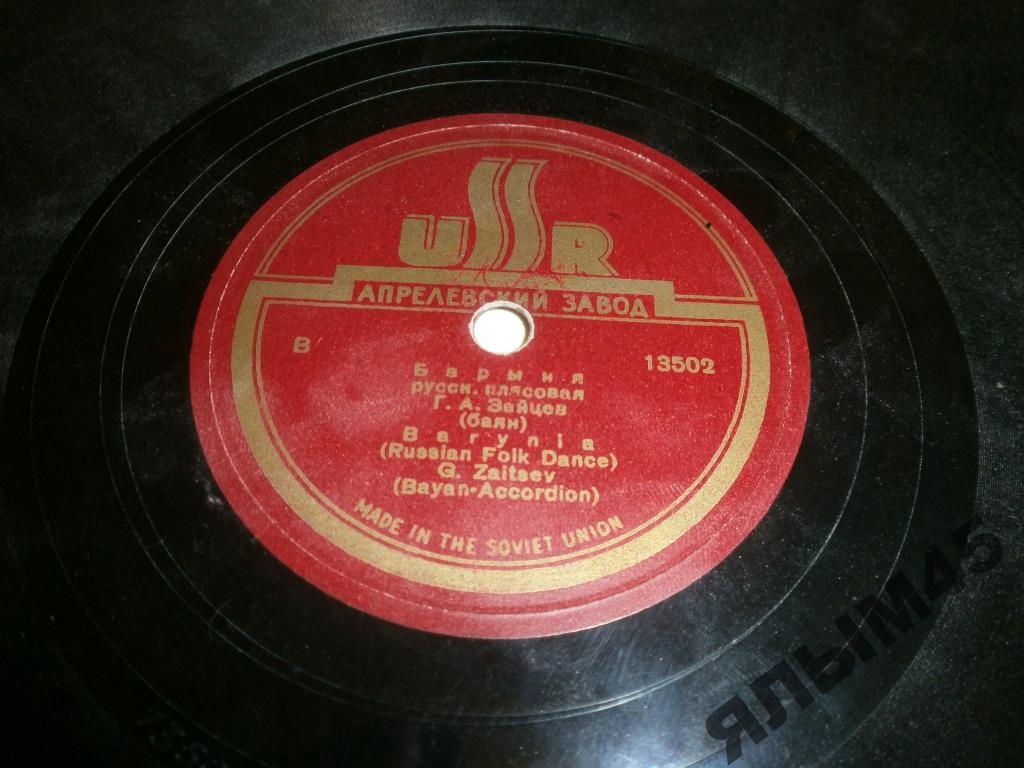 USSR
АПРЕЛЕВСКИЙ ЗАВОД
В 13502
Барыня
русск. плясовая
Г. А. Зайцев
(баян)
Barynia
(Russian Folk Dance)
G. Zaitsev
(Bayan-Accordion)
MADE IN THE SOVIET UNION
ЯЛЫМ45